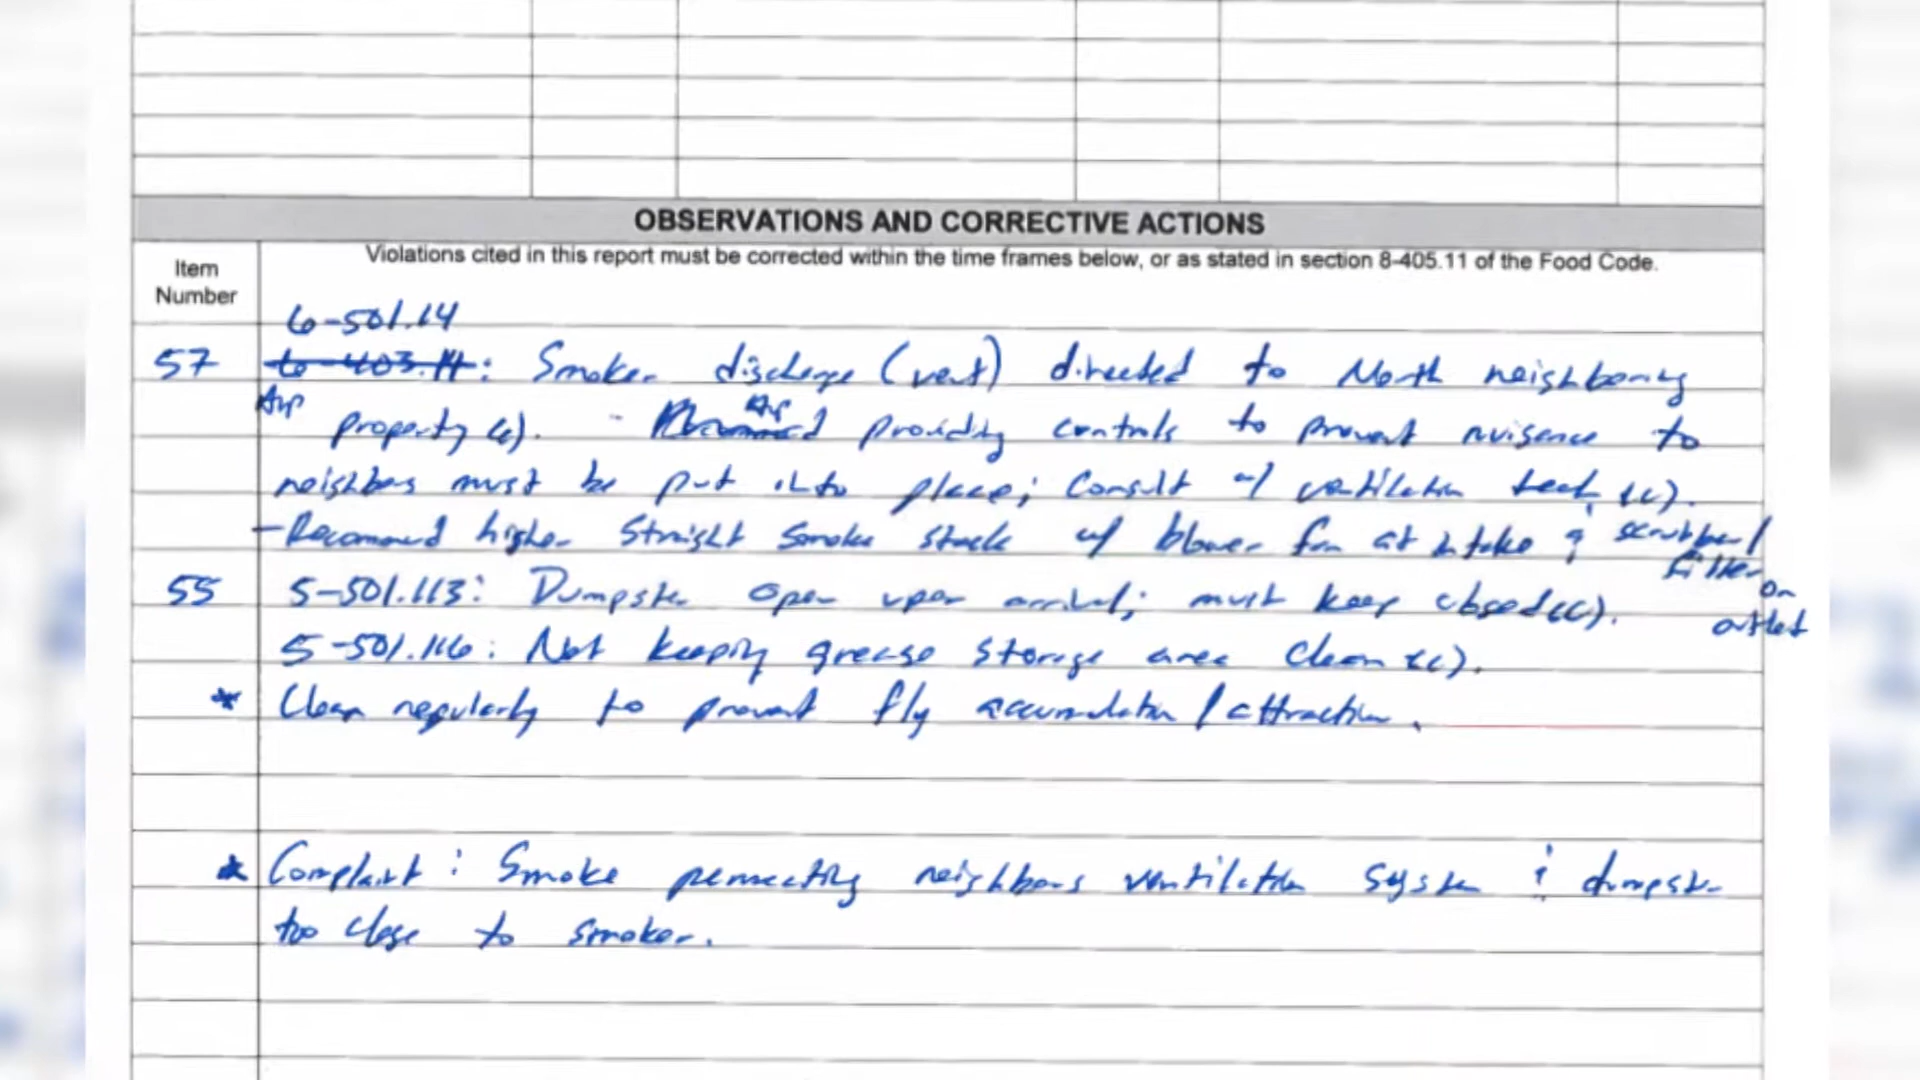 OBSERVATIONS AND CORRECTIVE ACTIONS
Violations cited in this report must be corrected within the time frames below, or as stated in section 8-405.11 of the Food Code.
Item
Number
6-501.14
57 6-403.11: Smoker discharge (vent) directed to North neighboring
property (c). - providing controls to prevent nuisance to
neighbors must be put into place; Consult w/ ventilation tech (c).
- Recommend higher straight smoke stack w/ blower fan at intake & scrubber/
filter on
outlet
55 5-501.113: Dumpster open upon arrival; must keep closed (c).
5-501.116: Not keeping grease storage area clean (c).
* Clean regularly to prevent fly accumulation/attraction.
* Complaint: Smoke permeating neighbors ventilation system & dumpster
too close to smoker.